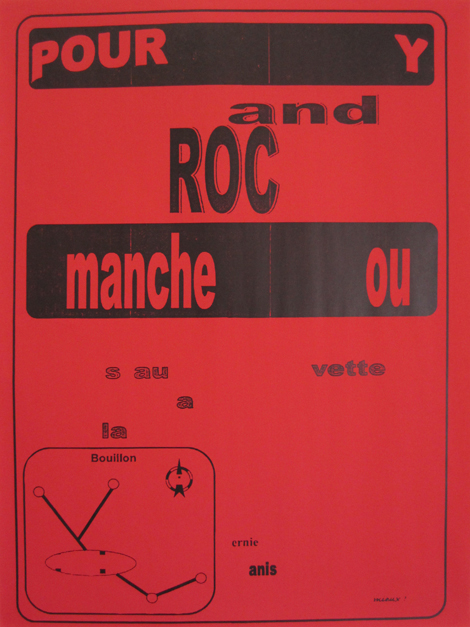 POUR Y
and
ROC
manche ou
s au vette
a
la
Bouillon
ernie
anis